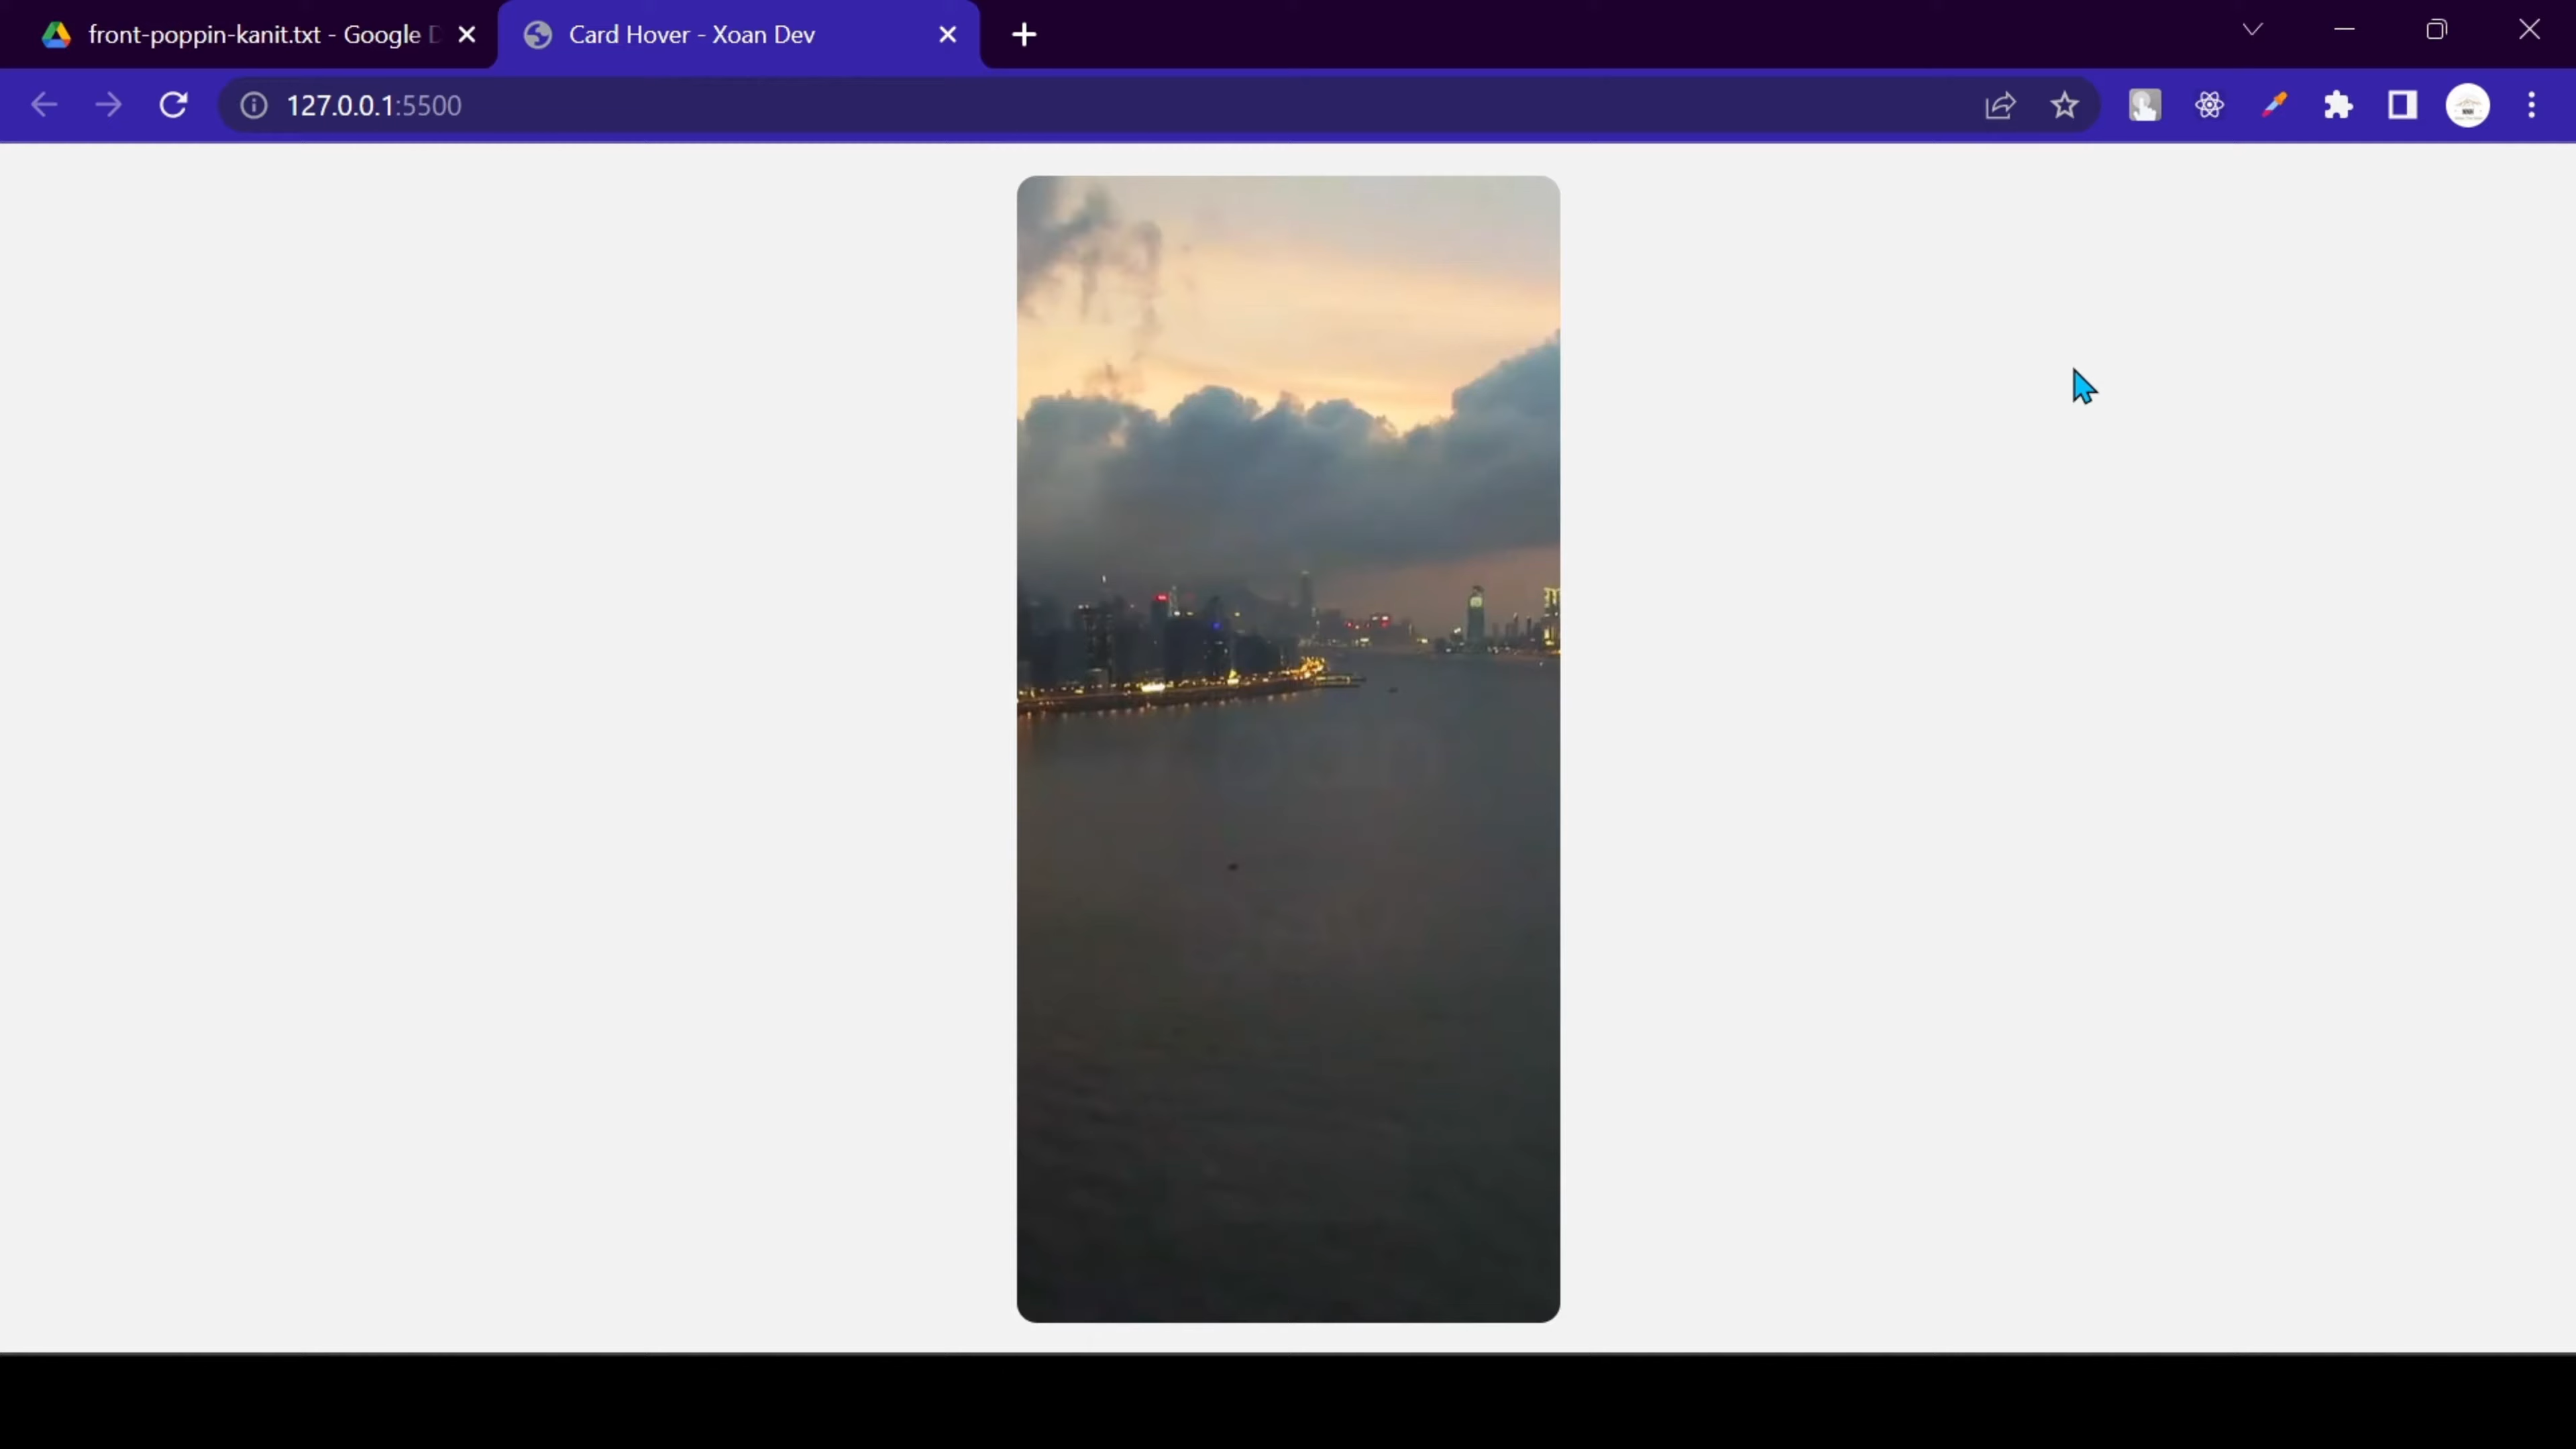 front-poppin-kanit.txt - Google D
Card Hover - Xoan Dev
127.0.0.1:5500